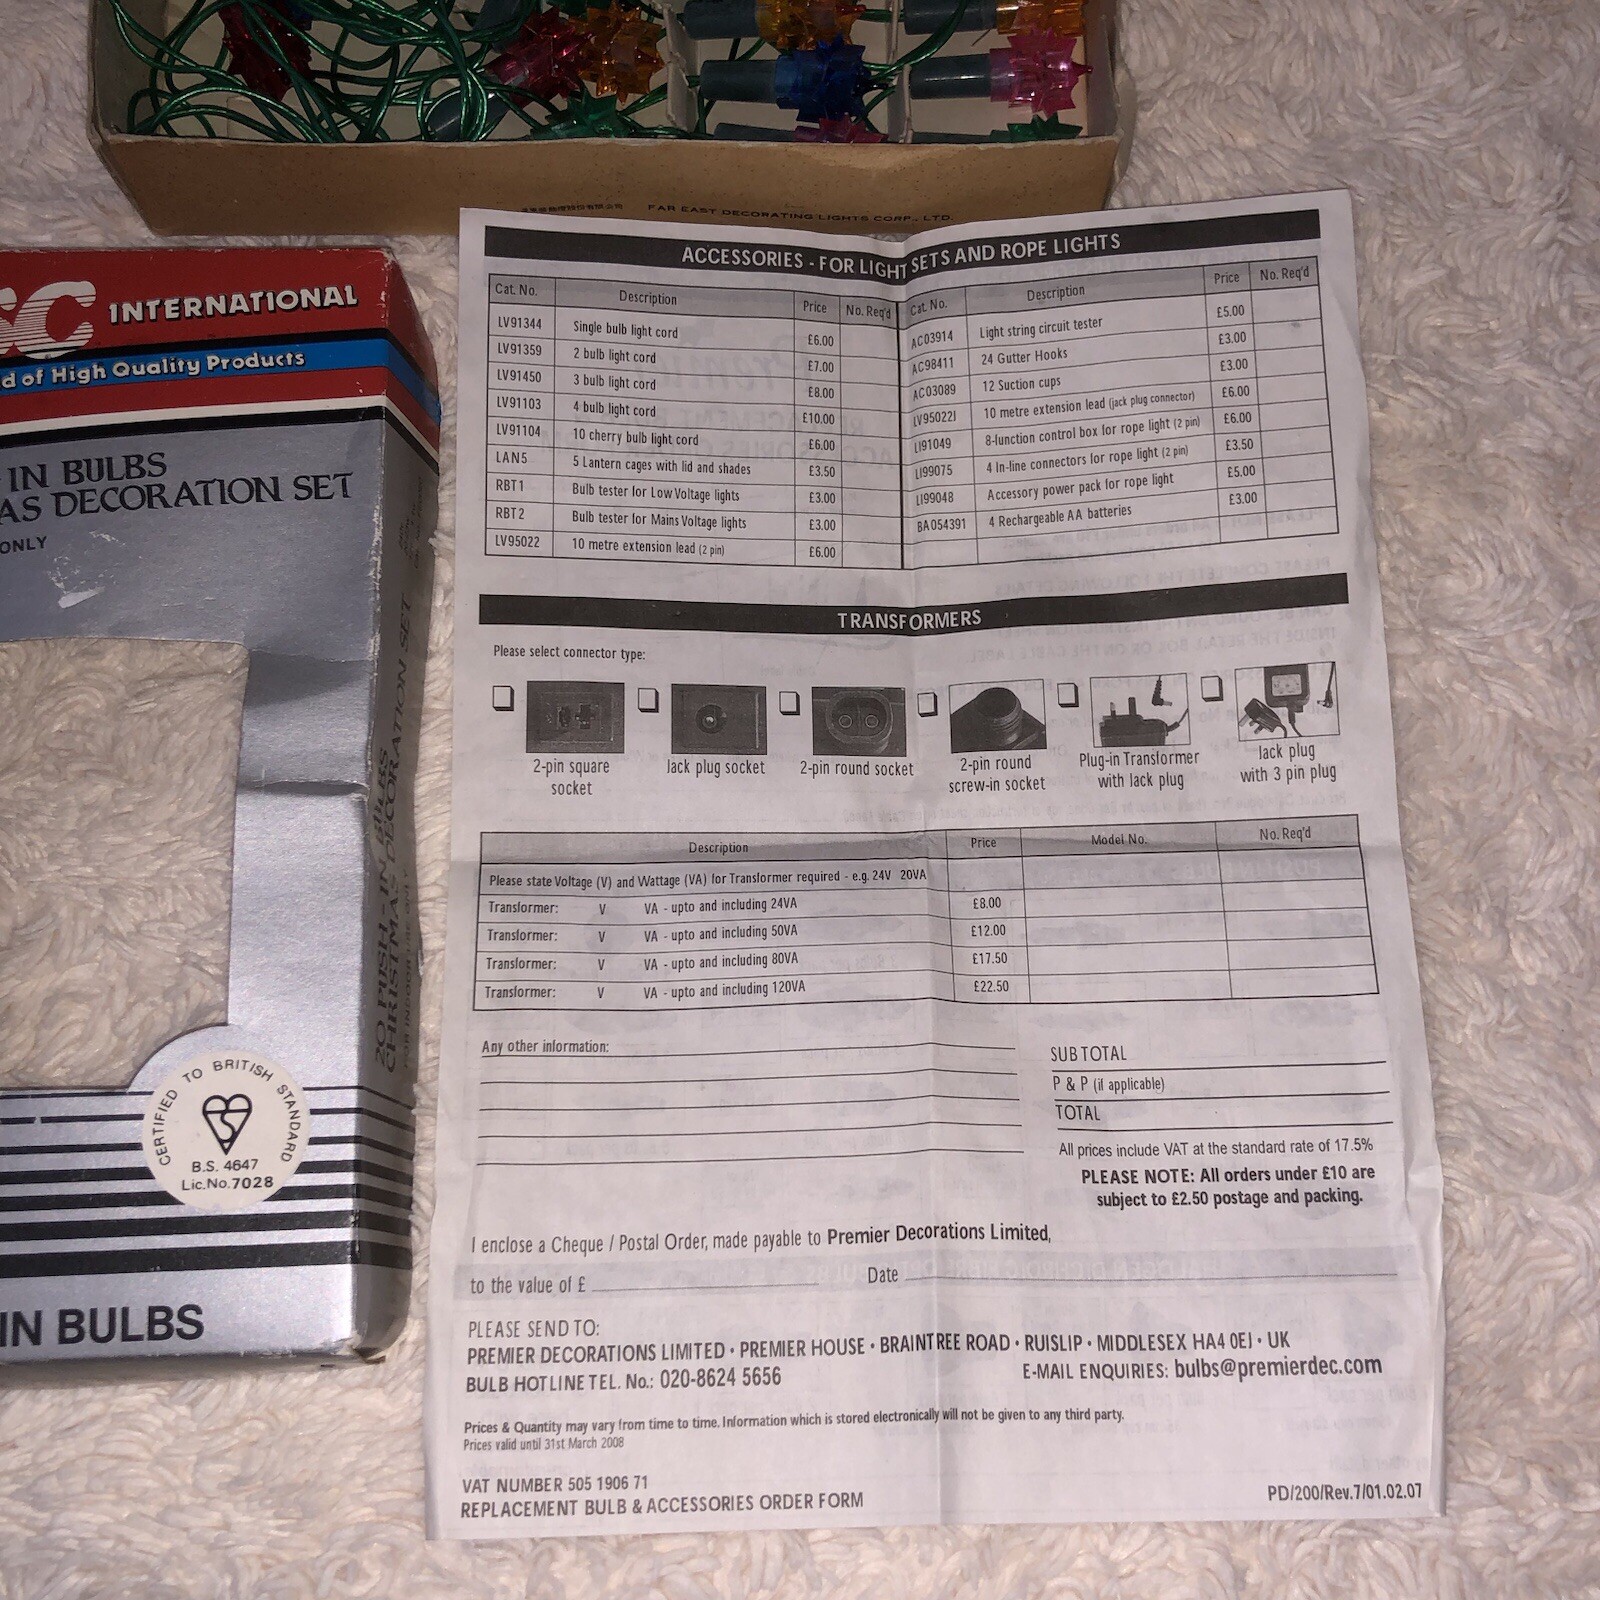 FAR EAST DECORATING LIGHTS CORP., LTD.
INTERNATIONAL
d of High Quality Products
IN BULBS
AS DECORATION SET
ONLY
20 PUSH-IN BULBS
CHRISTMAS DECORATION SET
FOR INDOOR USE ONLY
CERTIFIED TO BRITISH STANDARD
B.S. 4647
Lic.No.7028
IN BULBS
ACCESSORIES - FOR LIGHT SETS AND ROPE LIGHTS
Cat. No. Description Price No. Req'd Cat. No. Description Price No. Req'd
LV91344 Single bulb light cord £6.00 AC03914 Light string circuit tester £5.00
LV91359 2 bulb light cord £7.00 AC98411 24 Gutter Hooks £3.00
LV91450 3 bulb light cord £8.00 AC03089 12 Suction cups £3.00
LV91103 4 bulb light cord £10.00 LV95022J 10 metre extension lead (jack plug connector) £6.00
LV91104 10 cherry bulb light cord £6.00 LI91049 8-function control box for rope light (2 pin) £6.00
LAN5 5 Lantern cages with lid and shades £3.50 LI99075 4 In-line connectors for rope light (2 pin) £3.50
RBT1 Bulb tester for Low Voltage lights £3.00 LI99048 Accessory power pack for rope light £5.00
RBT2 Bulb tester for Mains Voltage lights £3.00 BA054391 4 Rechargeable AA batteries £3.00
LV95022 10 metre extension lead (2 pin) £6.00
TRANSFORMERS
Please select connector type:
2-pin square socket
Jack plug socket
2-pin round socket
2-pin round screw-in socket
Plug-in Transformer with Jack plug
Jack plug with 3 pin plug
Description Price Model No. No. Req'd
Please state Voltage (V) and Wattage (VA) for Transformer required - e.g. 24V 20VA
Transformer: V VA - upto and including 24VA £8.00
Transformer: V VA - upto and including 50VA £12.00
Transformer: V VA - upto and including 80VA £17.50
Transformer: V VA - upto and including 120VA £22.50
Any other information:
SUB TOTAL
P & P (if applicable)
TOTAL
All prices include VAT at the standard rate of 17.5%
PLEASE NOTE: All orders under £10 are
subject to £2.50 postage and packing.
I enclose a Cheque / Postal Order, made payable to Premier Decorations Limited,
to the value of £ Date
PLEASE SEND TO:
PREMIER DECORATIONS LIMITED • PREMIER HOUSE • BRAINTREE ROAD • RUISLIP • MIDDLESEX HA4 0EJ • UK
BULB HOTLINE TEL. No.: 020-8624 5656 E-MAIL ENQUIRIES: bulbs@premierdec.com
Prices & Quantity may vary from time to time. Information which is stored electronically will not be given to any third party.
Prices valid until 31st March 2008
VAT NUMBER 505 1906 71
REPLACEMENT BULB & ACCESSORIES ORDER FORM PD/200/Rev.7/01.02.07